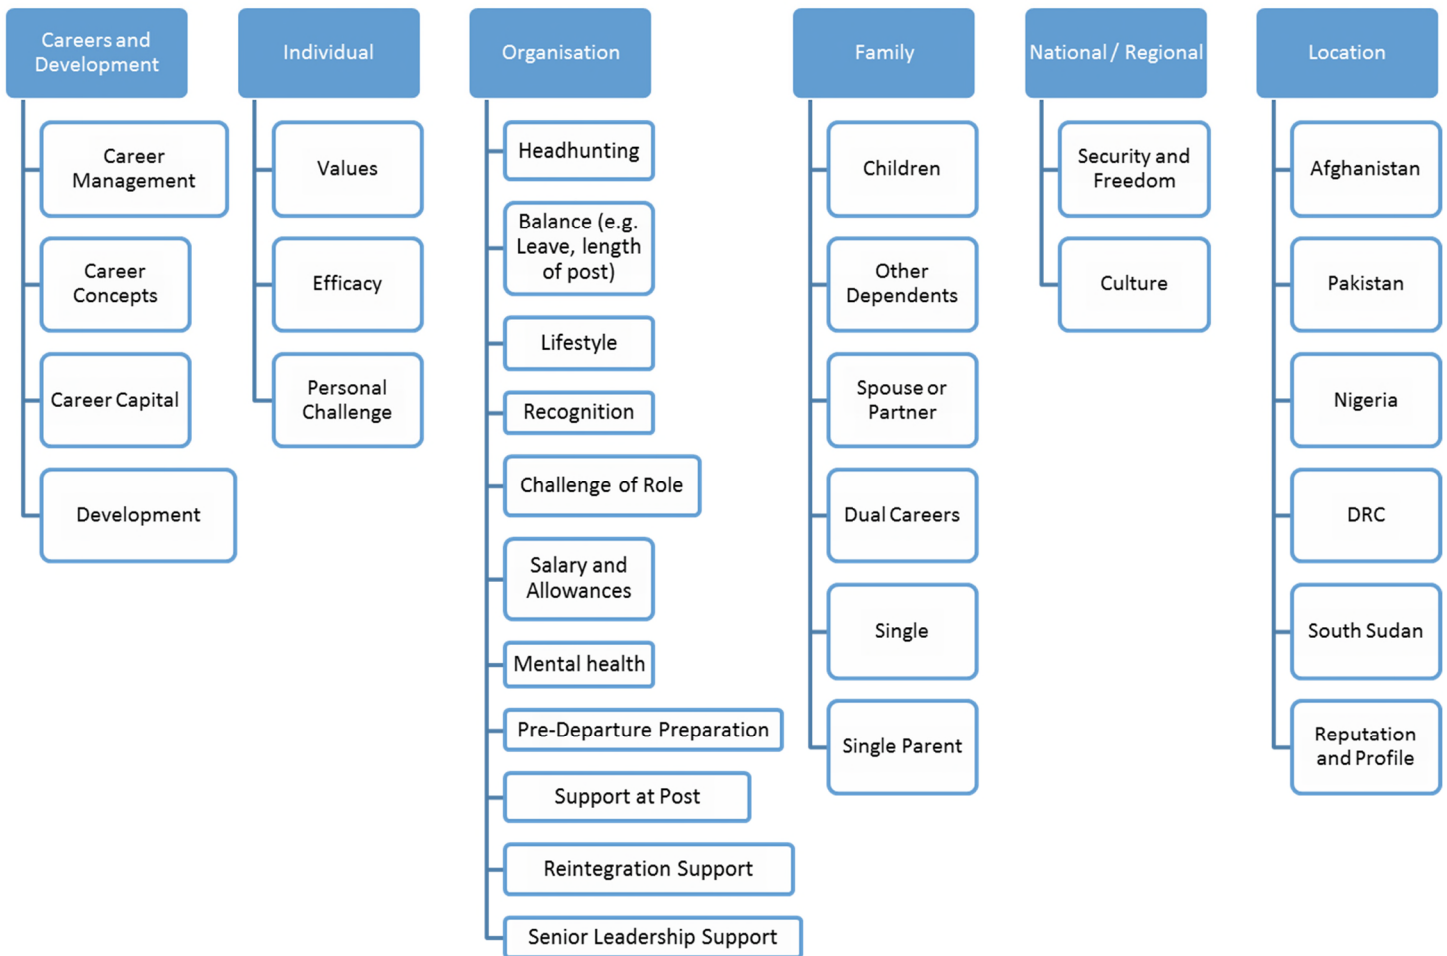 Careers and
Development
Career
Management
Career
Concepts
Career Capital
Development
Individual
Values
Efficacy
Personal
Challenge
Organisation
Headhunting
Balance (e.g.
Leave, length
of post)
Lifestyle
Recognition
Challenge of Role
Salary and
Allowances
Mental health
Pre-Departure Preparation
Support at Post
Reintegration Support
Senior Leadership Support
Family
Children
Other
Dependents
Spouse or
Partner
Dual Careers
Single
Single Parent
National / Regional
Security and
Freedom
Culture
Location
Afghanistan
Pakistan
Nigeria
DRC
South Sudan
Reputation
and Profile